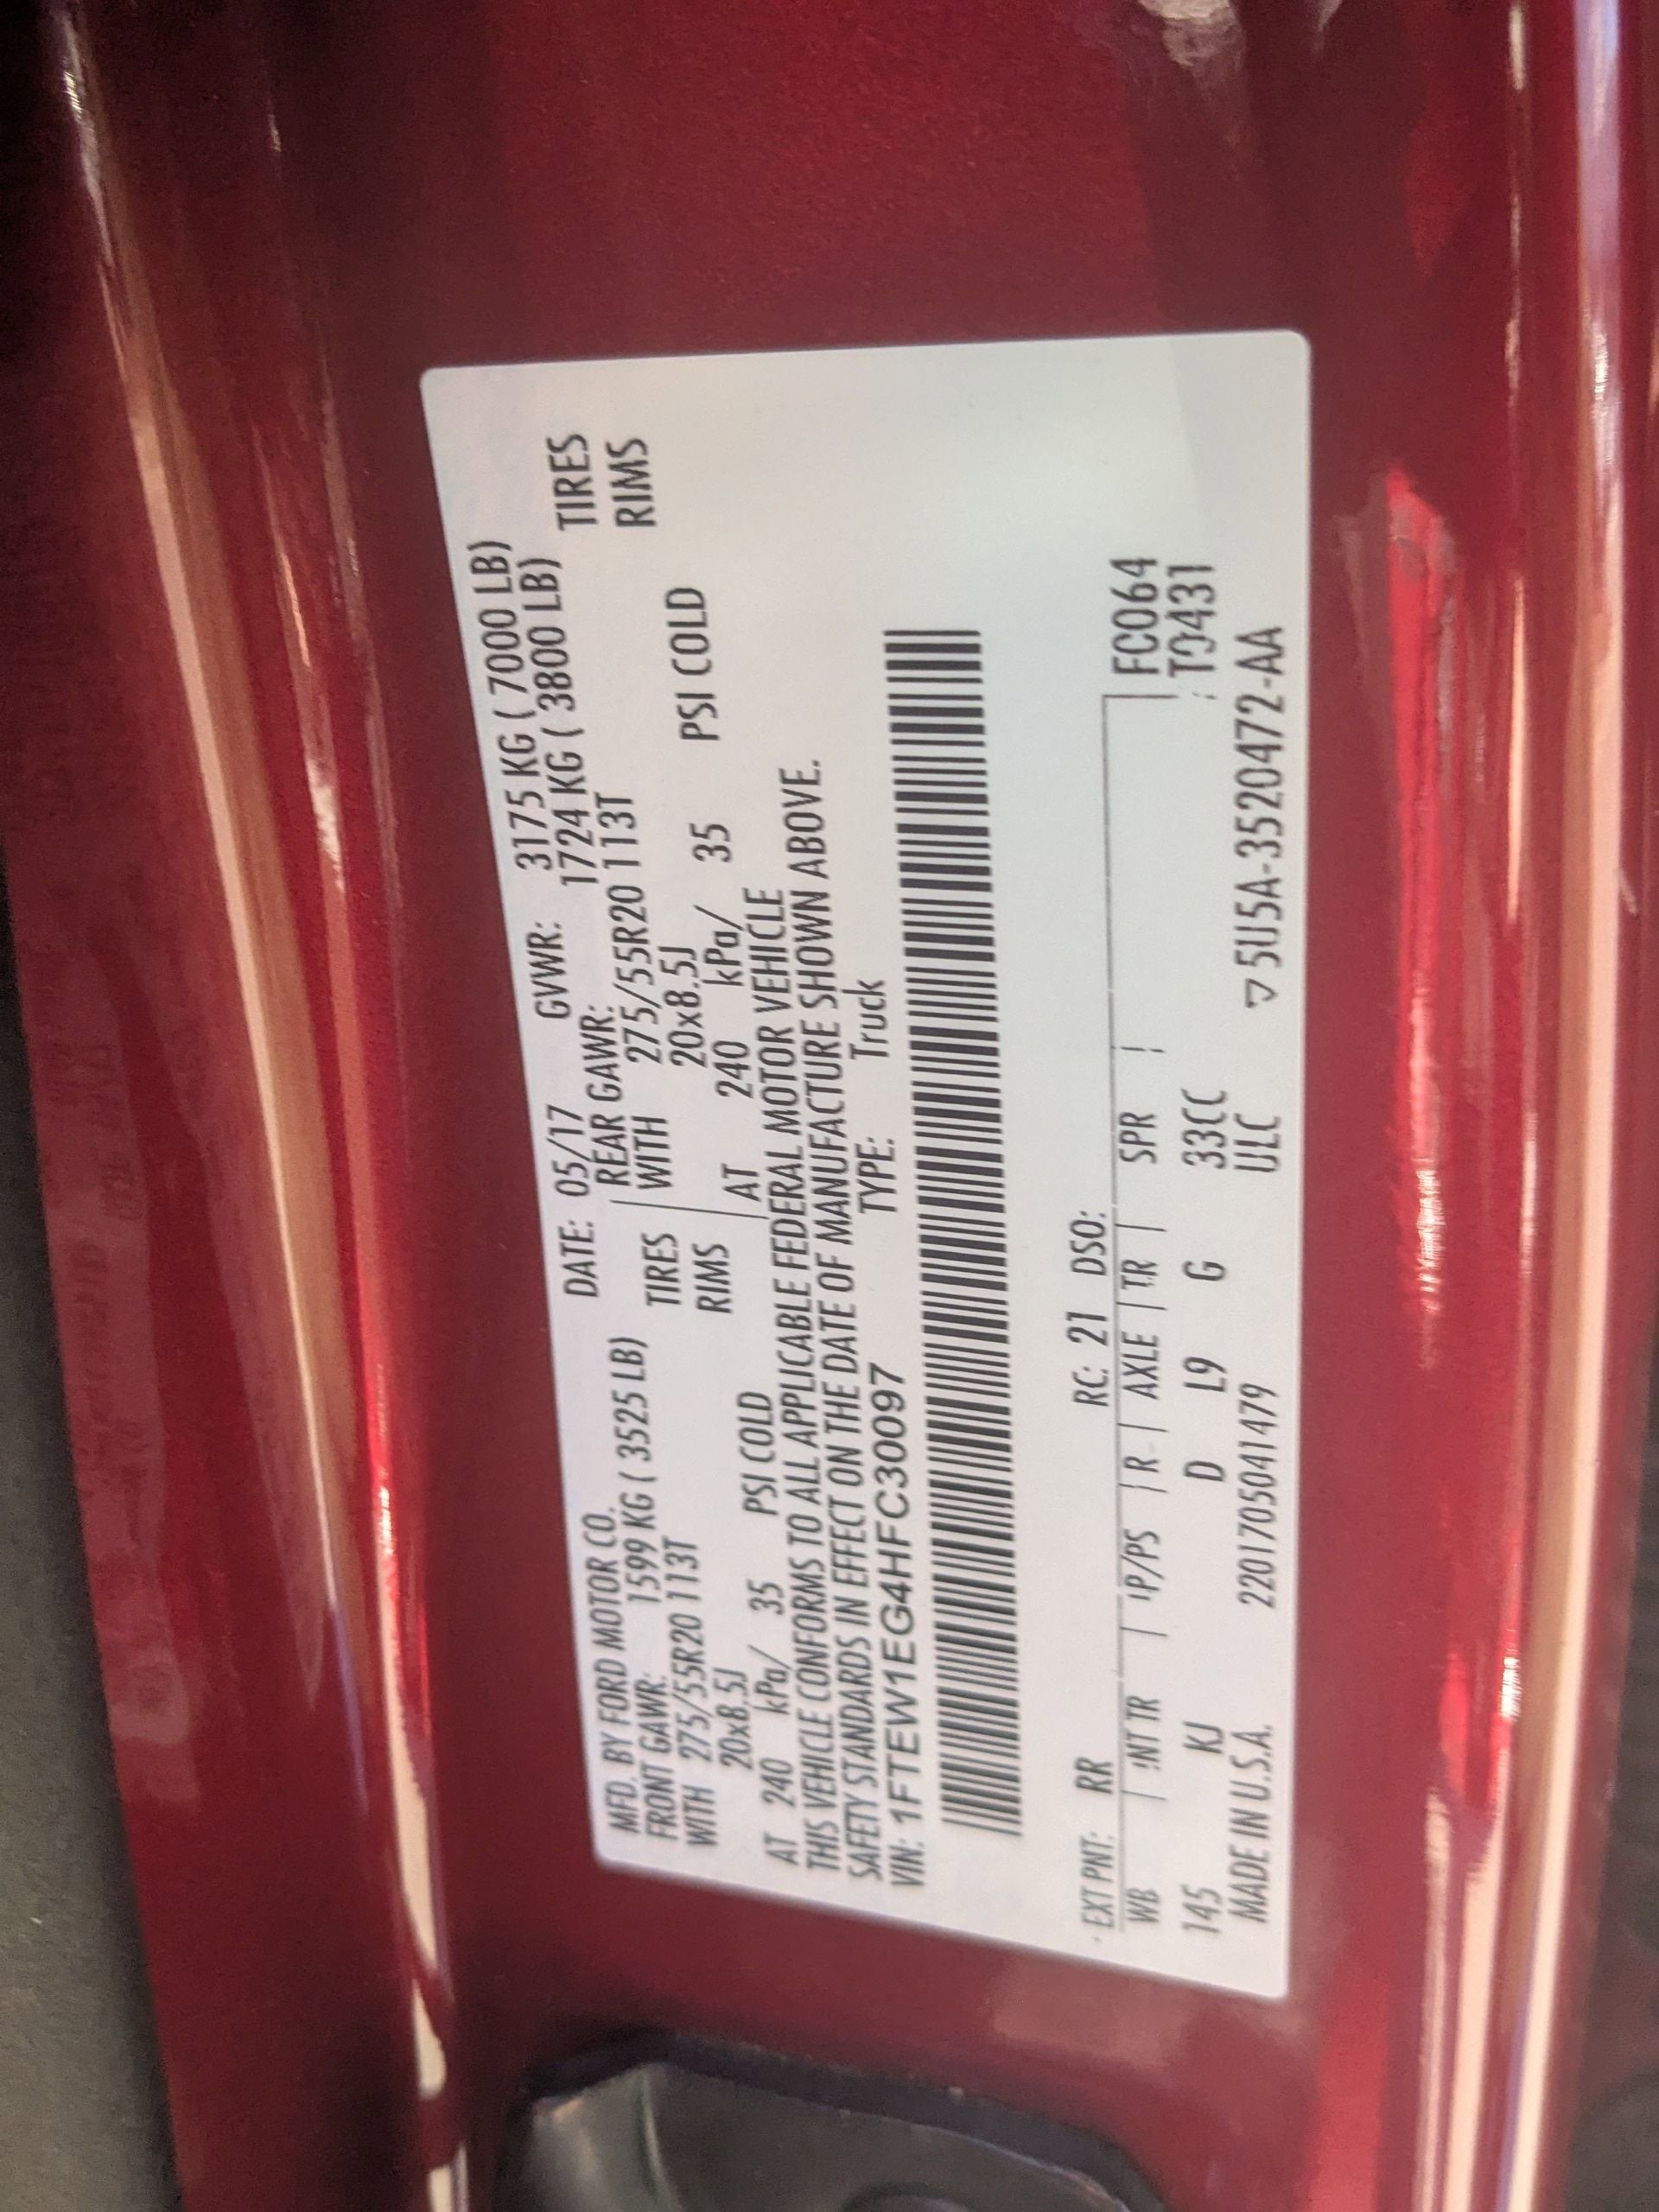 MFD. BY FORD MOTOR CO. DATE: 05/17 GVWR: 3175 KG ( 7000 LB)
FRONT GAWR: 1599 KG ( 3525 LB) REAR GAWR: 1724 KG ( 3800 LB)
WITH 275/55R20 113T TIRES WITH 275/55R20 113T TIRES
20x8.5J RIMS 20x8.5J RIMS
AT 240 kPa/ 35 PSI COLD AT 240 kPa/ 35 PSI COLD
THIS VEHICLE CONFORMS TO ALL APPLICABLE FEDERAL MOTOR VEHICLE
SAFETY STANDARDS IN EFFECT ON THE DATE OF MANUFACTURE SHOWN ABOVE.
VIN: 1FTEW1EG4HFC30097 TYPE: Truck
EXT PNT: RR RC: 21 DSO:
WB INT TR P/PS R AXLE TR SPR FC064
145 KJ D L9 G 33CC T0431
MADE IN U.S.A. 2201705041479 ULC ▽5U5A-3520472-AA